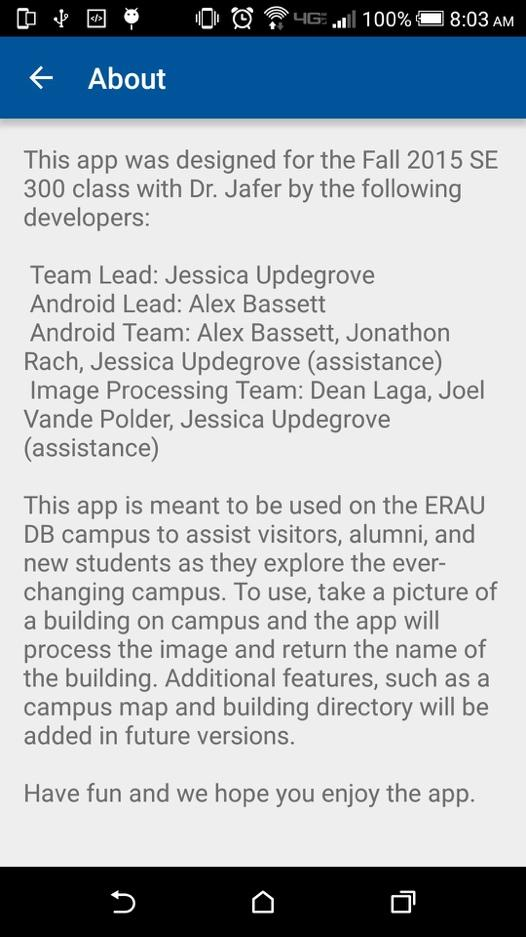 4G 100% 8:03 AM
About
This app was designed for the Fall 2015 SE
300 class with Dr. Jafer by the following
developers:
Team Lead: Jessica Updegrove
Android Lead: Alex Bassett
Android Team: Alex Bassett, Jonathon
Rach, Jessica Updegrove (assistance)
Image Processing Team: Dean Laga, Joel
Vande Polder, Jessica Updegrove
(assistance)
This app is meant to be used on the ERAU
DB campus to assist visitors, alumni, and
new students as they explore the ever-
changing campus. To use, take a picture of
a building on campus and the app will
process the image and return the name of
the building. Additional features, such as a
campus map and building directory will be
added in future versions.
Have fun and we hope you enjoy the app.